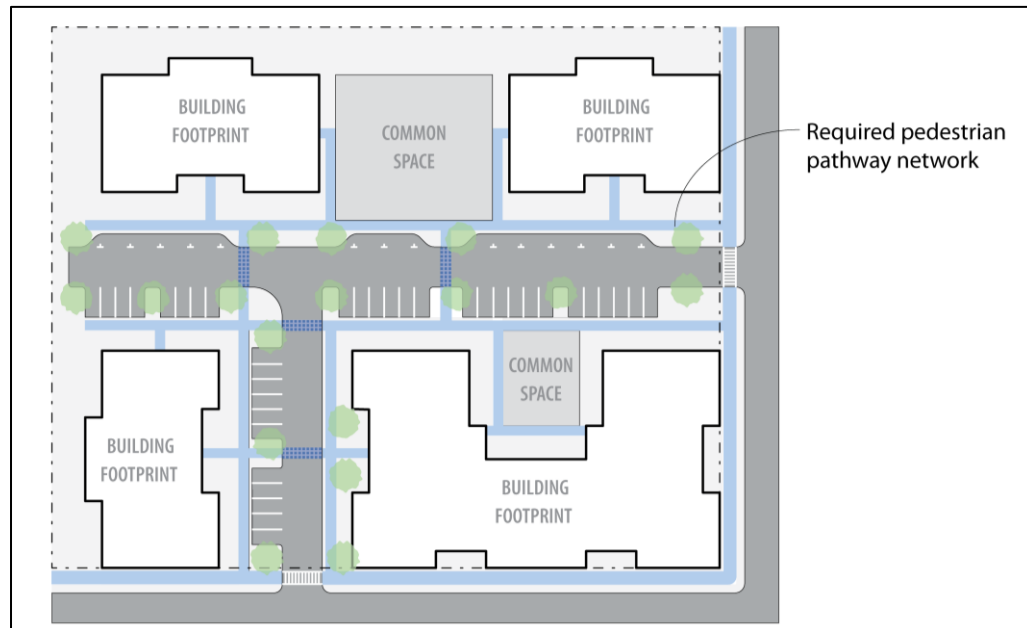 BUILDING
FOOTPRINT
COMMON
SPACE
BUILDING
FOOTPRINT
Required pedestrian
pathway network
BUILDING
FOOTPRINT
COMMON
SPACE
BUILDING
FOOTPRINT